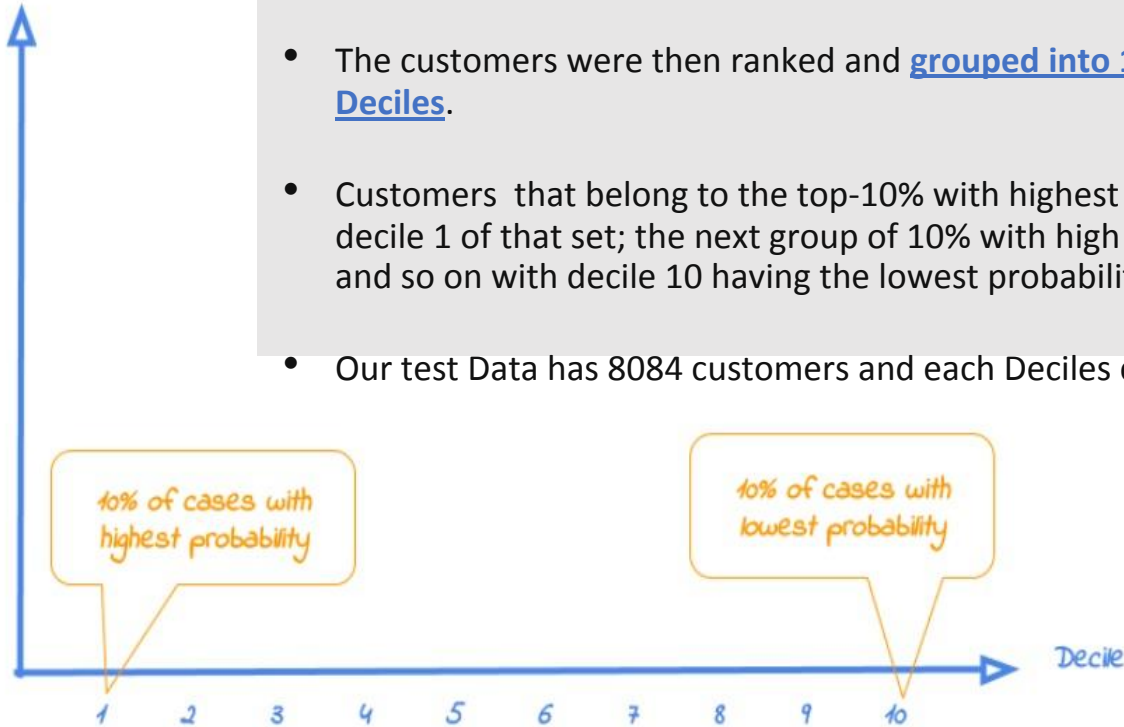 • The customers were then ranked and grouped into
Deciles.
• Customers  that belong to the top-10% with highest
decile 1 of that set; the next group of 10% with high
and so on with decile 10 having the lowest
• Our test Data has 8084 customers and each Deciles
10% of cases with
highest probability
10% of cases with
lowest probability
Decile
1 2 3 4 5 6 7 8 9 10